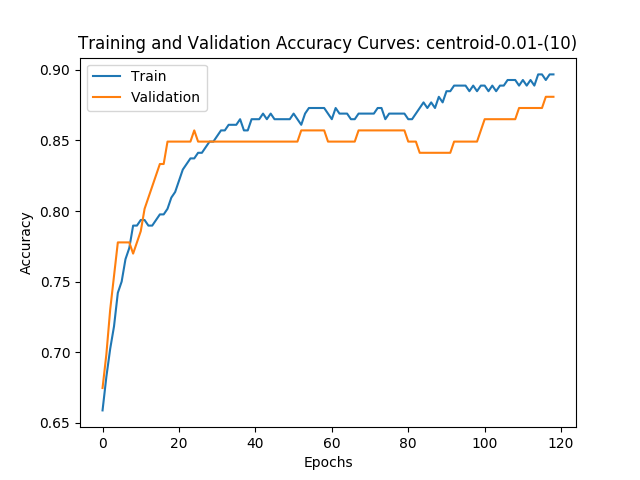 Training and Validation Accuracy Curves: centroid-0.01-(10)
Train
Validation
0.90
0.85
0.80
0.75
0.70
0.65
Accuracy
0 20 40 60 80 100 120
Epochs